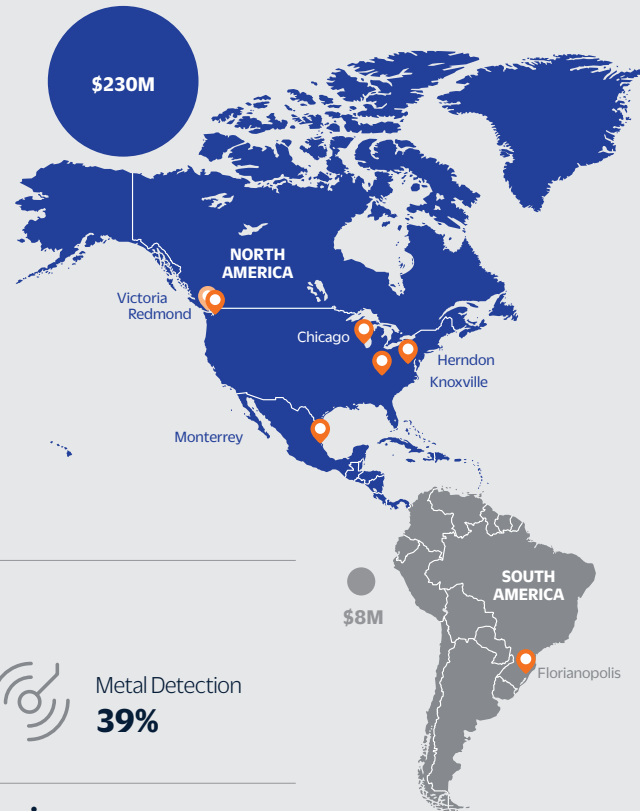 $230M
NORTH
AMERICA
Victoria
Redmond
Chicago
Herndon
Knoxville
Monterrey
SOUTH
AMERICA
$8M
Florianopolis
Metal Detection
39%